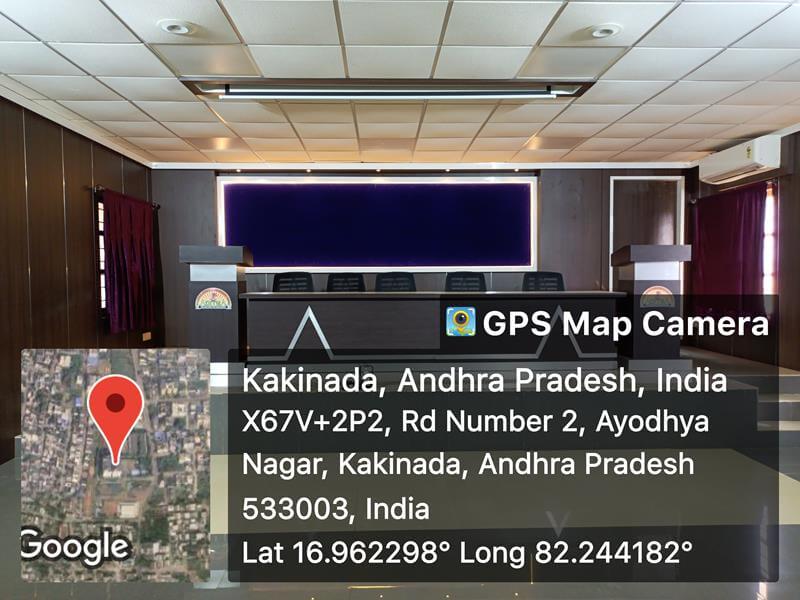 GPS Map Camera
Kakinada, Andhra Pradesh, India
X67V+2P2, Rd Number 2, Ayodhya
Nagar, Kakinada, Andhra Pradesh
533003, India
Lat 16.962298° Long 82.244182°
Google